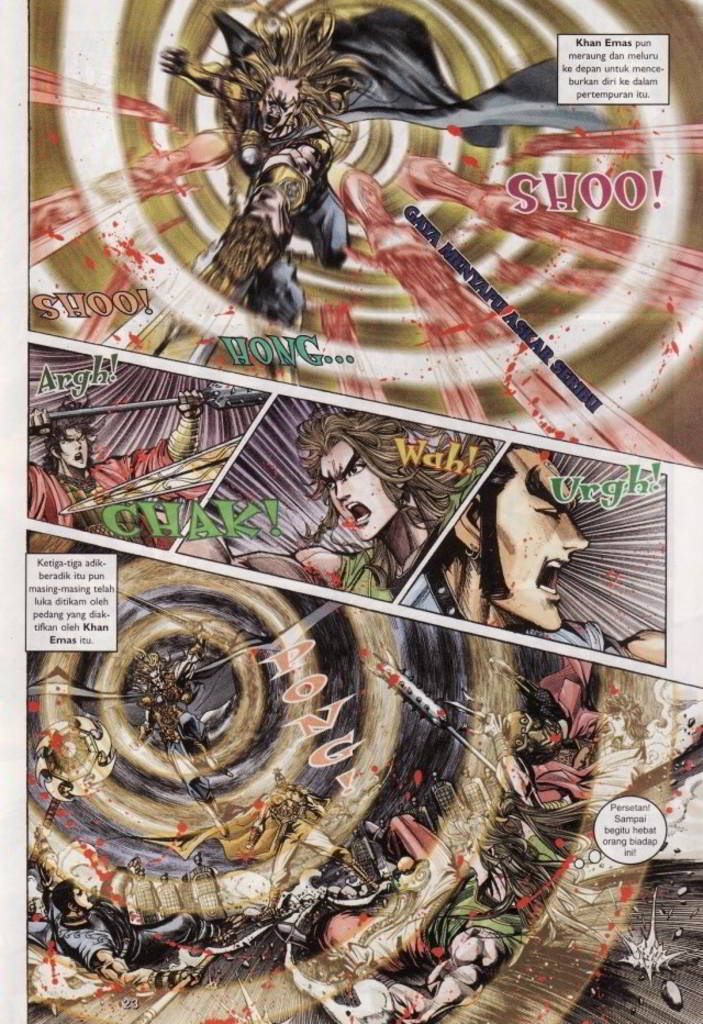 Khan Emas pun
meraung dan meluru
ke depan untuk mence-
burkan diri ke dalam
pertempuran itu.
SHOO!
GAYA MENYAPU ASKAR SERIBU
SHOO!
HONG...
Argh!
CHAK!
Wah!
Urgh!
Ketiga-tiga adik-
beradik itu pun
masing-masing telah
luka ditikam oleh
pedang yang diak-
tifkan oleh Khan
Emas itu.
PONG!
Persetan!
Sampai
begitu hebat
orang biadap
ini!
23